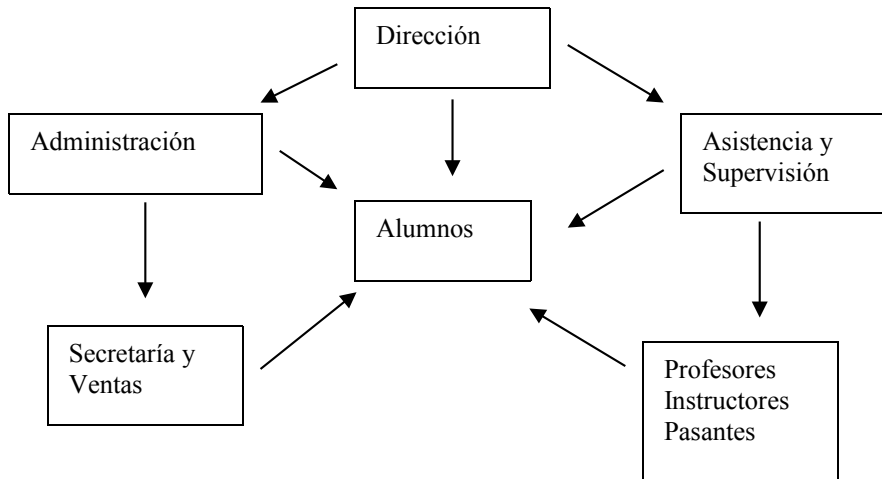 Dirección
Administración
Asistencia y
Supervisión
Alumnos
Secretaría y
Ventas
Profesores
Instructores
Pasantes